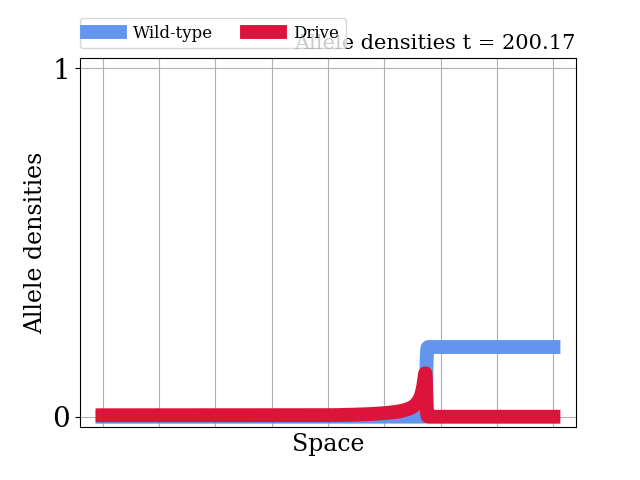 Wild-type Drive
Allele densities t = 200.17
1
Allele densities
0
Space